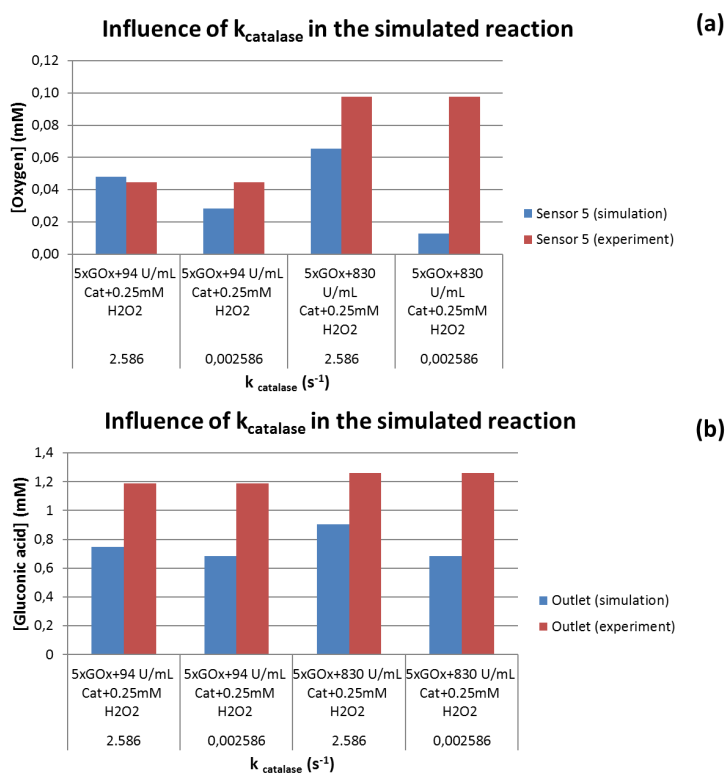 Influence of kcatalase in the simulated reaction
(a)
0,12
0,10
0,08
0,06
0,04
0,02
0,00
[Oxygen] (mM)
5xGOx+94 U/mL Cat+0.25mM H2O2
5xGOx+94 U/mL Cat+0.25mM H2O2
5xGOx+830 U/mL Cat+0.25mM H2O2
5xGOx+830 U/mL Cat+0.25mM H2O2
2.586
0,002586
2.586
0,002586
k catalase (s-1)
Sensor 5 (simulation)
Sensor 5 (experiment)
Influence of kcatalase in the simulated reaction
(b)
1,4
1,2
1
0,8
0,6
0,4
0,2
0
[Gluconic acid] (mM)
5xGOx+94 U/mL Cat+0.25mM H2O2
5xGOx+94 U/mL Cat+0.25mM H2O2
5xGOx+830 U/mL Cat+0.25mM H2O2
5xGOx+830 U/mL Cat+0.25mM H2O2
2.586
0,002586
2.586
0,002586
k catalase (s-1)
Outlet (simulation)
Outlet (experiment)